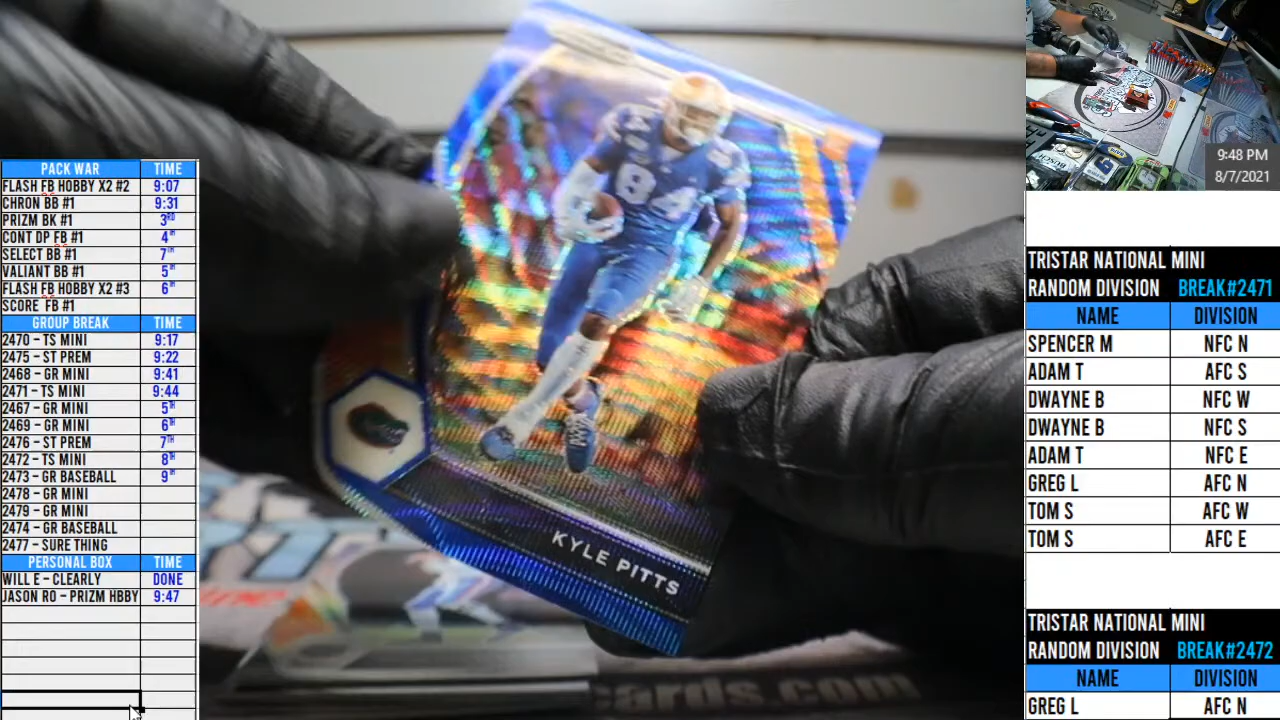 PACK WAR TIME
FLASH FB HOBBY X2 #2 9:07
CHRON BB #1 9:31
PRIZM BK #1 3RD
CONT DP FB #1 4TH
SELECT BB #1 7TH
VALIANT BB #1 5TH
FLASH FB HOBBY X2 #3 6TH
SCORE FB #1
GROUP BREAK TIME
2470 – TS MINI 9:17
2475 – ST PREM 9:22
2468 – GR MINI 9:41
2471 – TS MINI 9:44
2467 – GR MINI 5TH
2469 – GR MINI 6TH
2476 – ST PREM 7TH
2472 – TS MINI 8TH
2473 – GR BASEBALL 9TH
2478 – GR MINI
2479 – GR MINI
2474 – GR BASEBALL
2477 – SURE THING
PERSONAL BOX TIME
WILL E – CLEARLY DONE
JASON RO – PRIZM HBBY 9:47
84
84
KYLE PITTS
cards.com
9:48 PM
8/7/2021
TRISTAR NATIONAL MINI
RANDOM DIVISION BREAK#2471
NAME DIVISION
SPENCER M NFC N
ADAM T AFC S
DWAYNE B NFC W
DWAYNE B NFC S
ADAM T NFC E
GREG L AFC N
TOM S AFC W
TOM S AFC E
TRISTAR NATIONAL MINI
RANDOM DIVISION BREAK#2472
NAME DIVISION
GREG L AFC N